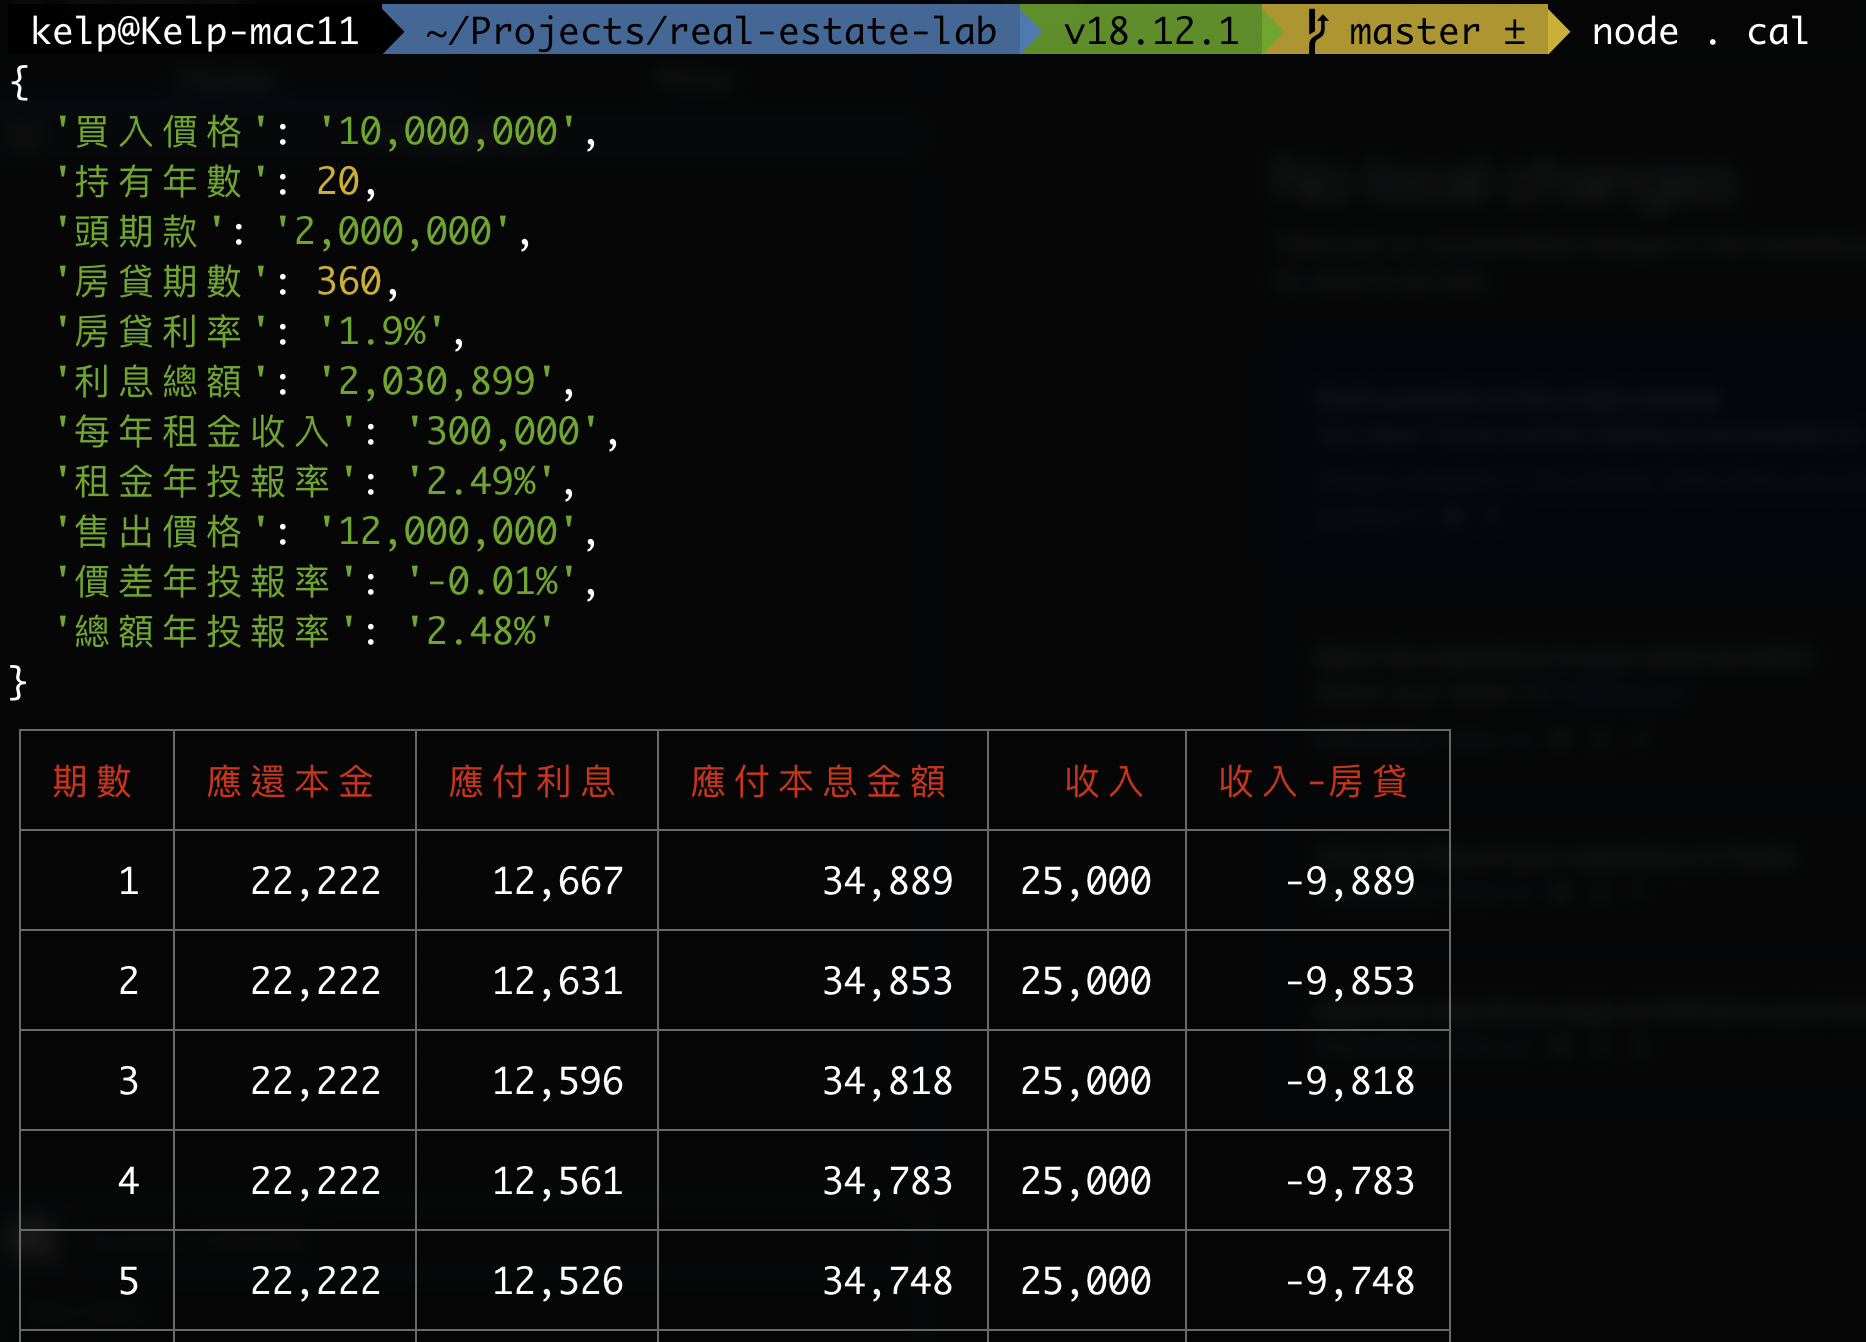 kelp@Kelp-mac11 ~/Projects/real-estate-lab v18.12.1 master ± node . cal
{
'買入價格': '10,000,000',
'持有年數': 20,
'頭期款': '2,000,000',
'房貸期數': 360,
'房貸利率': '1.9%',
'利息總額': '2,030,899',
'每年租金收入': '300,000',
'租金年投報率': '2.49%',
'售出價格': '12,000,000',
'價差年投報率': '-0.01%',
'總額年投報率': '2.48%'
}
期數 應還本金 應付利息 應付本息金額 收入 收入-房貸
1 22,222 12,667 34,889 25,000 -9,889
2 22,222 12,631 34,853 25,000 -9,853
3 22,222 12,596 34,818 25,000 -9,818
4 22,222 12,561 34,783 25,000 -9,783
5 22,222 12,526 34,748 25,000 -9,748
No local changes